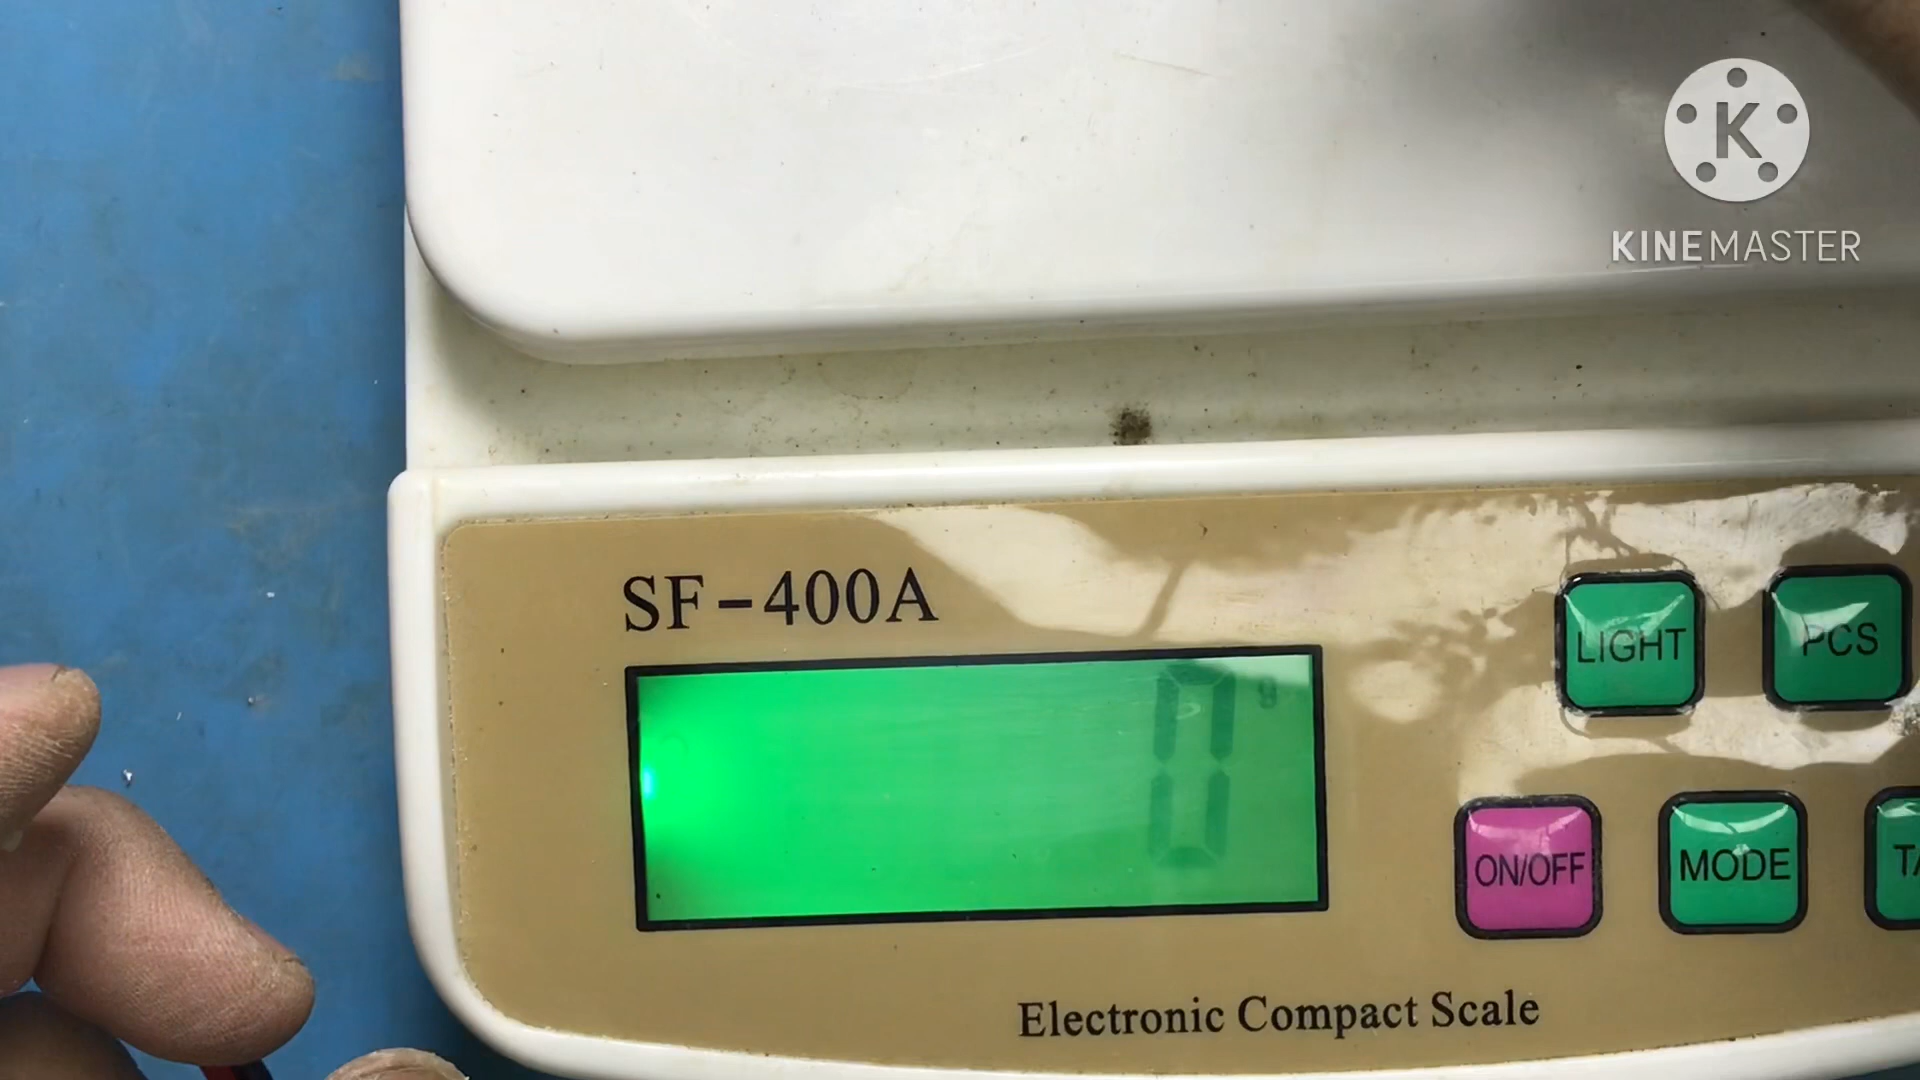 K
KINEMASTER
SF-400A
0 g
LIGHT
PCS
ON/OFF
MODE
Electronic Compact Scale